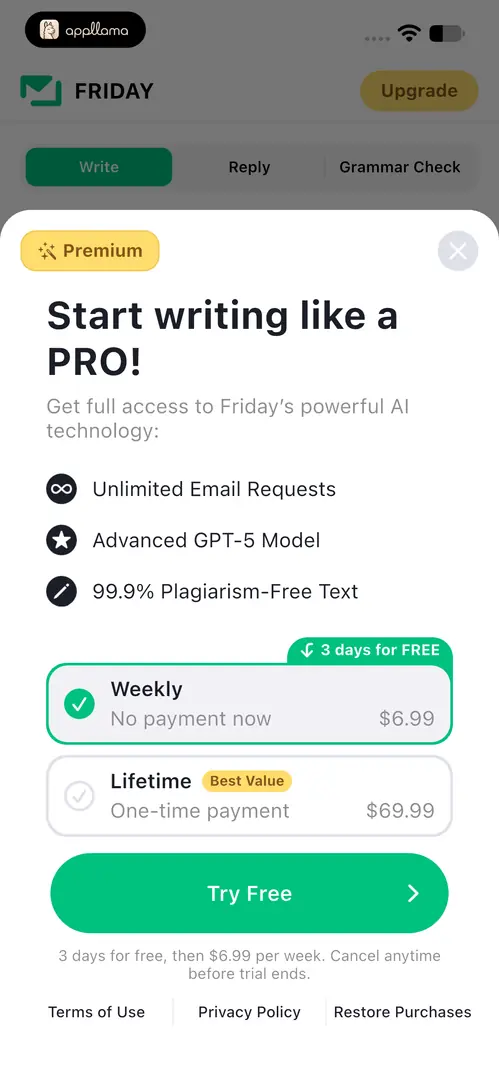 appllama
FRIDAY
Upgrade
Write
Reply
Grammar Check
Premium
Start writing like a
PRO!
Get full access to Friday’s powerful AI
technology:
Unlimited Email Requests
Advanced GPT-5 Model
99.9% Plagiarism-Free Text
3 days for FREE
Weekly
No payment now
$6.99
Lifetime
Best Value
One-time payment
$69.99
Try Free
3 days for free, then $6.99 per week. Cancel anytime
before trial ends.
Terms of Use
Privacy Policy
Restore Purchases